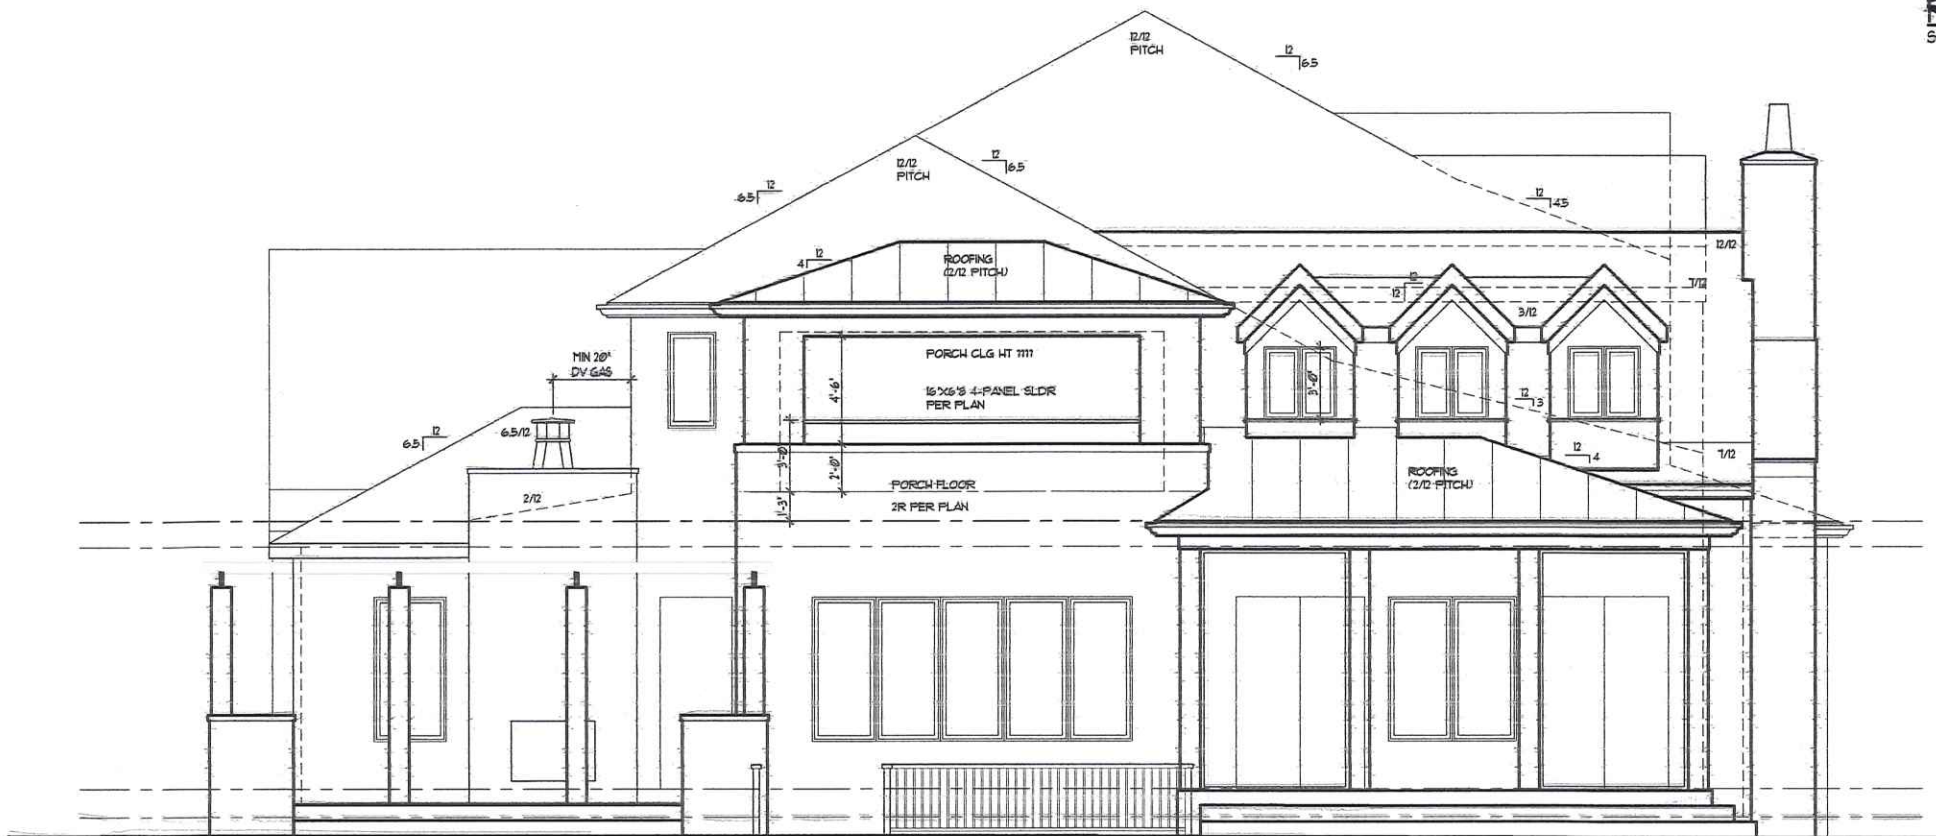 12/12
PITCH
12
6.5
12/12
PITCH
12
6.5
12
6.5
12
4.5
12/12
12
4
ROOFING
(2/12 PITCH)
12
12
7/12
3/12
MIN 20"
DV GAS
PORCH CLG HT 1111
4'-6"
16'X6'8 4-PANEL SLDR
PER PLAN
3'-0"
12
3
12
6.5
6.5/12
3'-0"
2'-0"
12
4
7/12
ROOFING
(2/12 PITCH)
PORCH FLOOR
2R PER PLAN
2/12
1'-3"